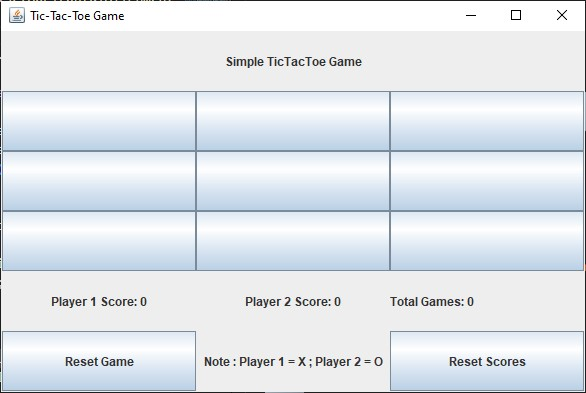 Tic-Tac-Toe Game
Simple TicTacToe Game
Player 1 Score: 0 Player 2 Score: 0 Total Games: 0
Reset Game Note : Player 1 = X ; Player 2 = O Reset Scores